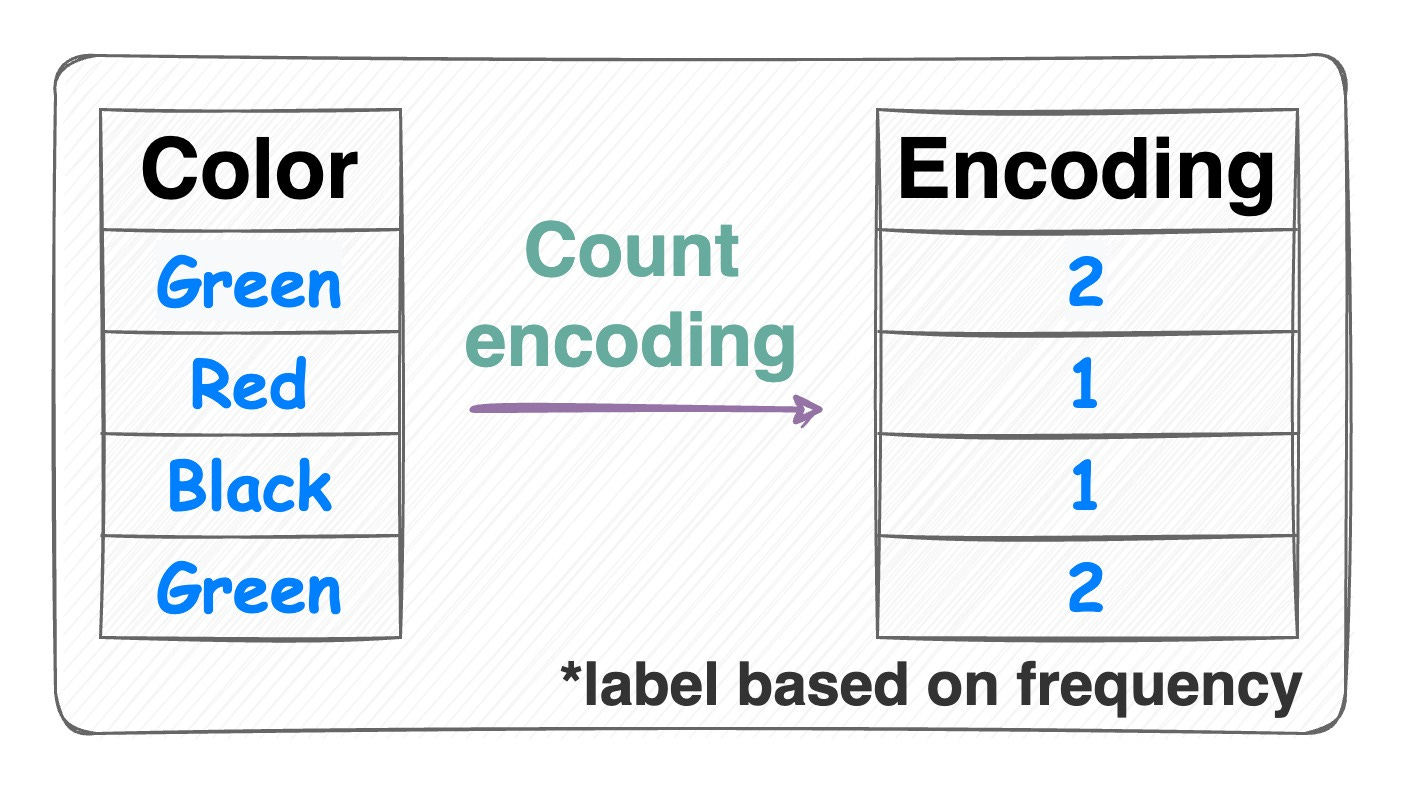 Color
Green
Red
Black
Green
Count
encoding
Encoding
2
1
1
2
*label based on frequency